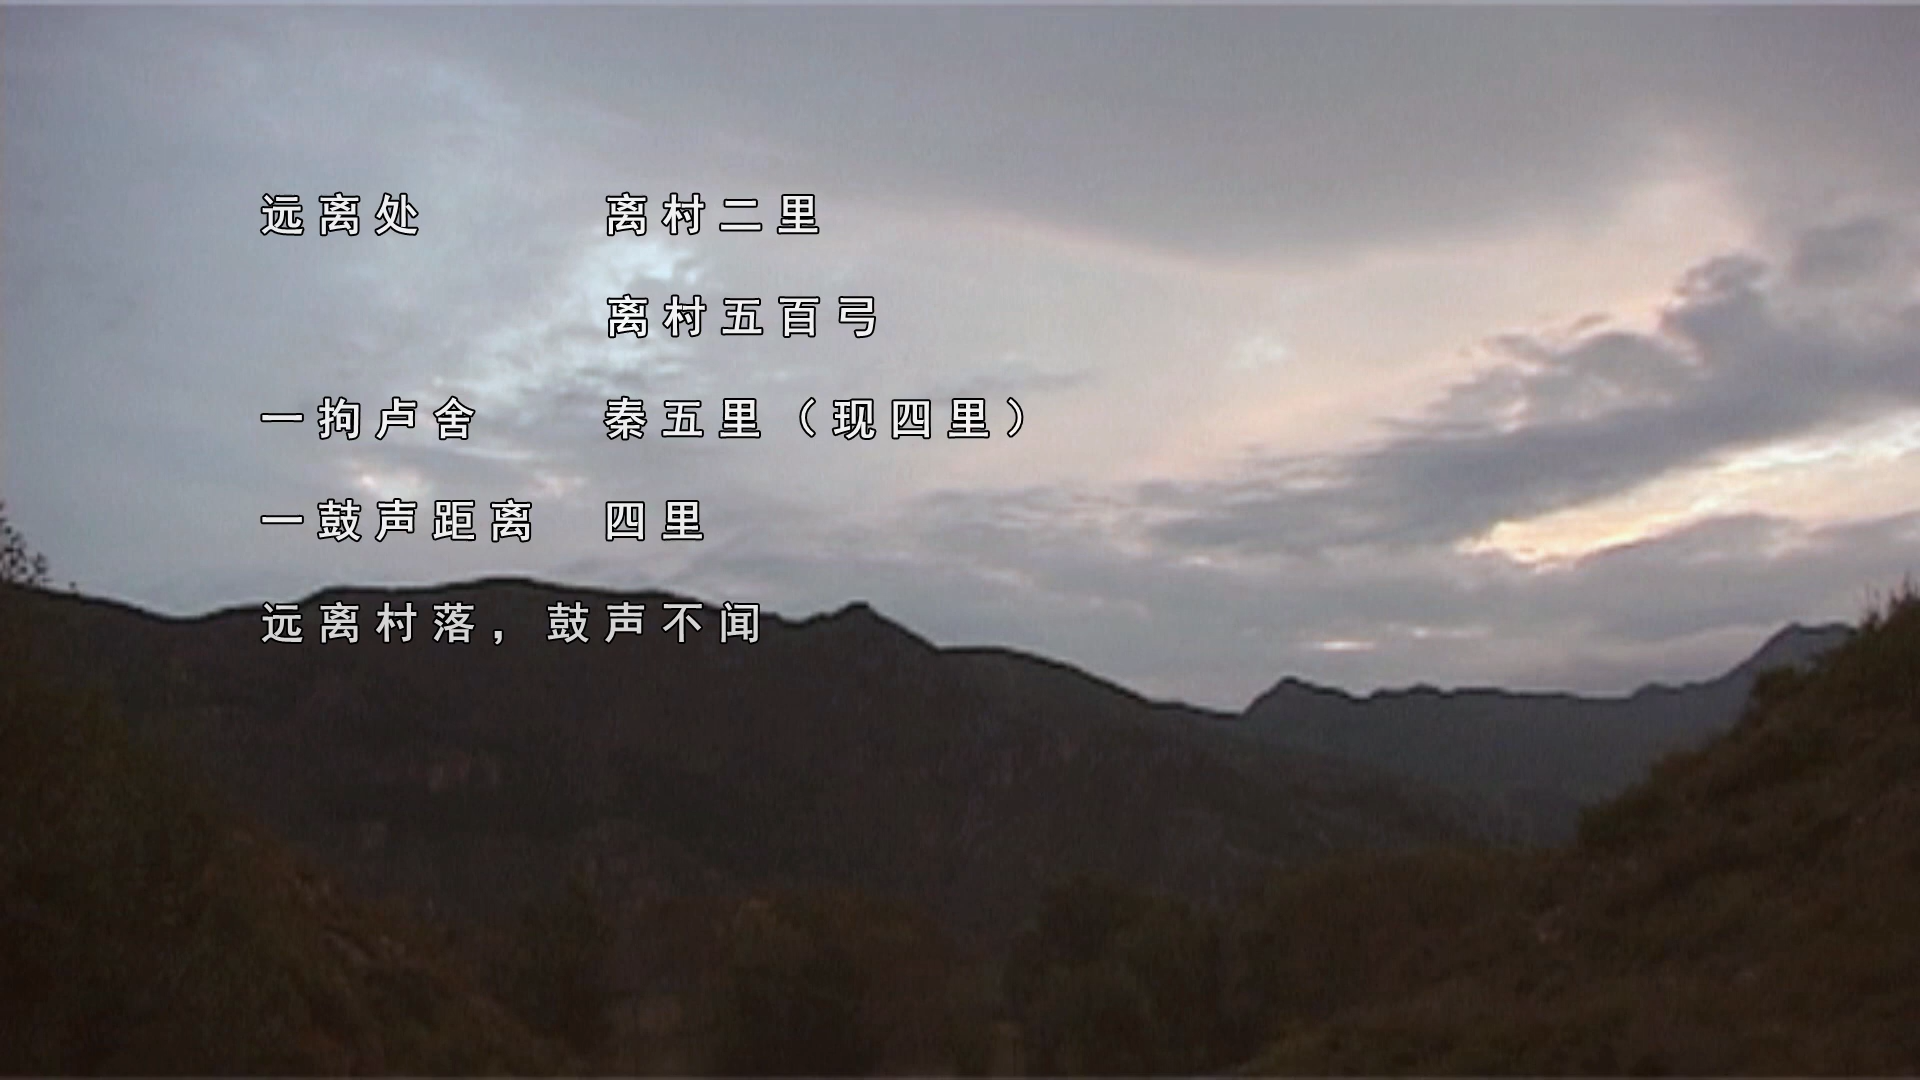 远离处 离村二里
离村五百弓
一拘卢舍 秦五里（现四里）
一鼓声距离 四里
远离村落，鼓声不闻